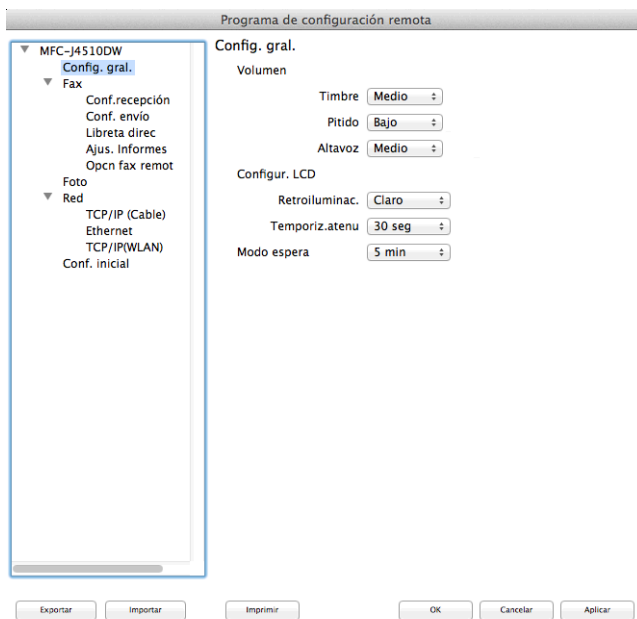 Programa de configuración remota
MFC-J4510DW
Config. gral.
Fax
Conf.recepción
Conf. envío
Libreta direc
Ajus. Informes
Opcn fax remot
Foto
Red
TCP/IP (Cable)
Ethernet
TCP/IP(WLAN)
Conf. inicial
Config. gral.
Volumen
Timbre Medio
Pitido Bajo
Altavoz Medio
Configur. LCD
Retroiluminac. Claro
Temporiz.atenu 30 seg
Modo espera 5 min
Exportar Importar Imprimir OK Cancelar Aplicar